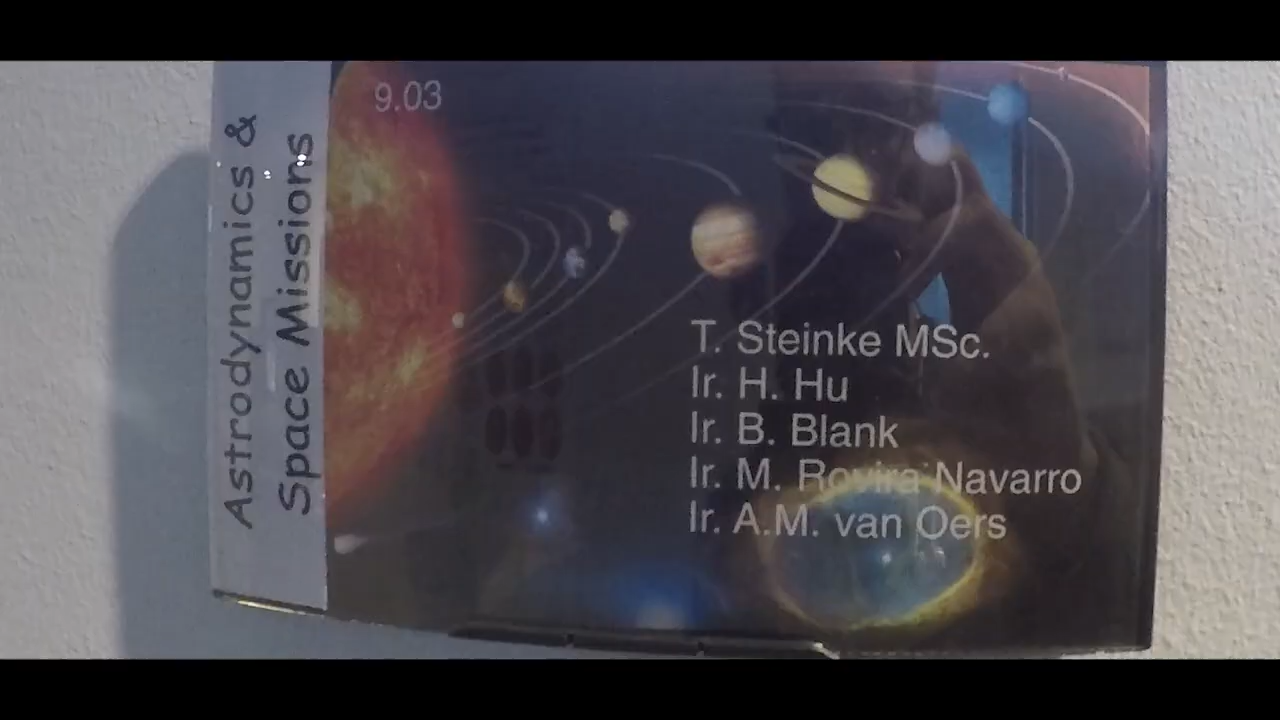 Astrodynamics &
Space Missions
9.03
T. Steinke MSc.
Ir. H. Hu
Ir. B. Blank
Ir. M. Rovira Navarro
Ir. A.M. van Oers